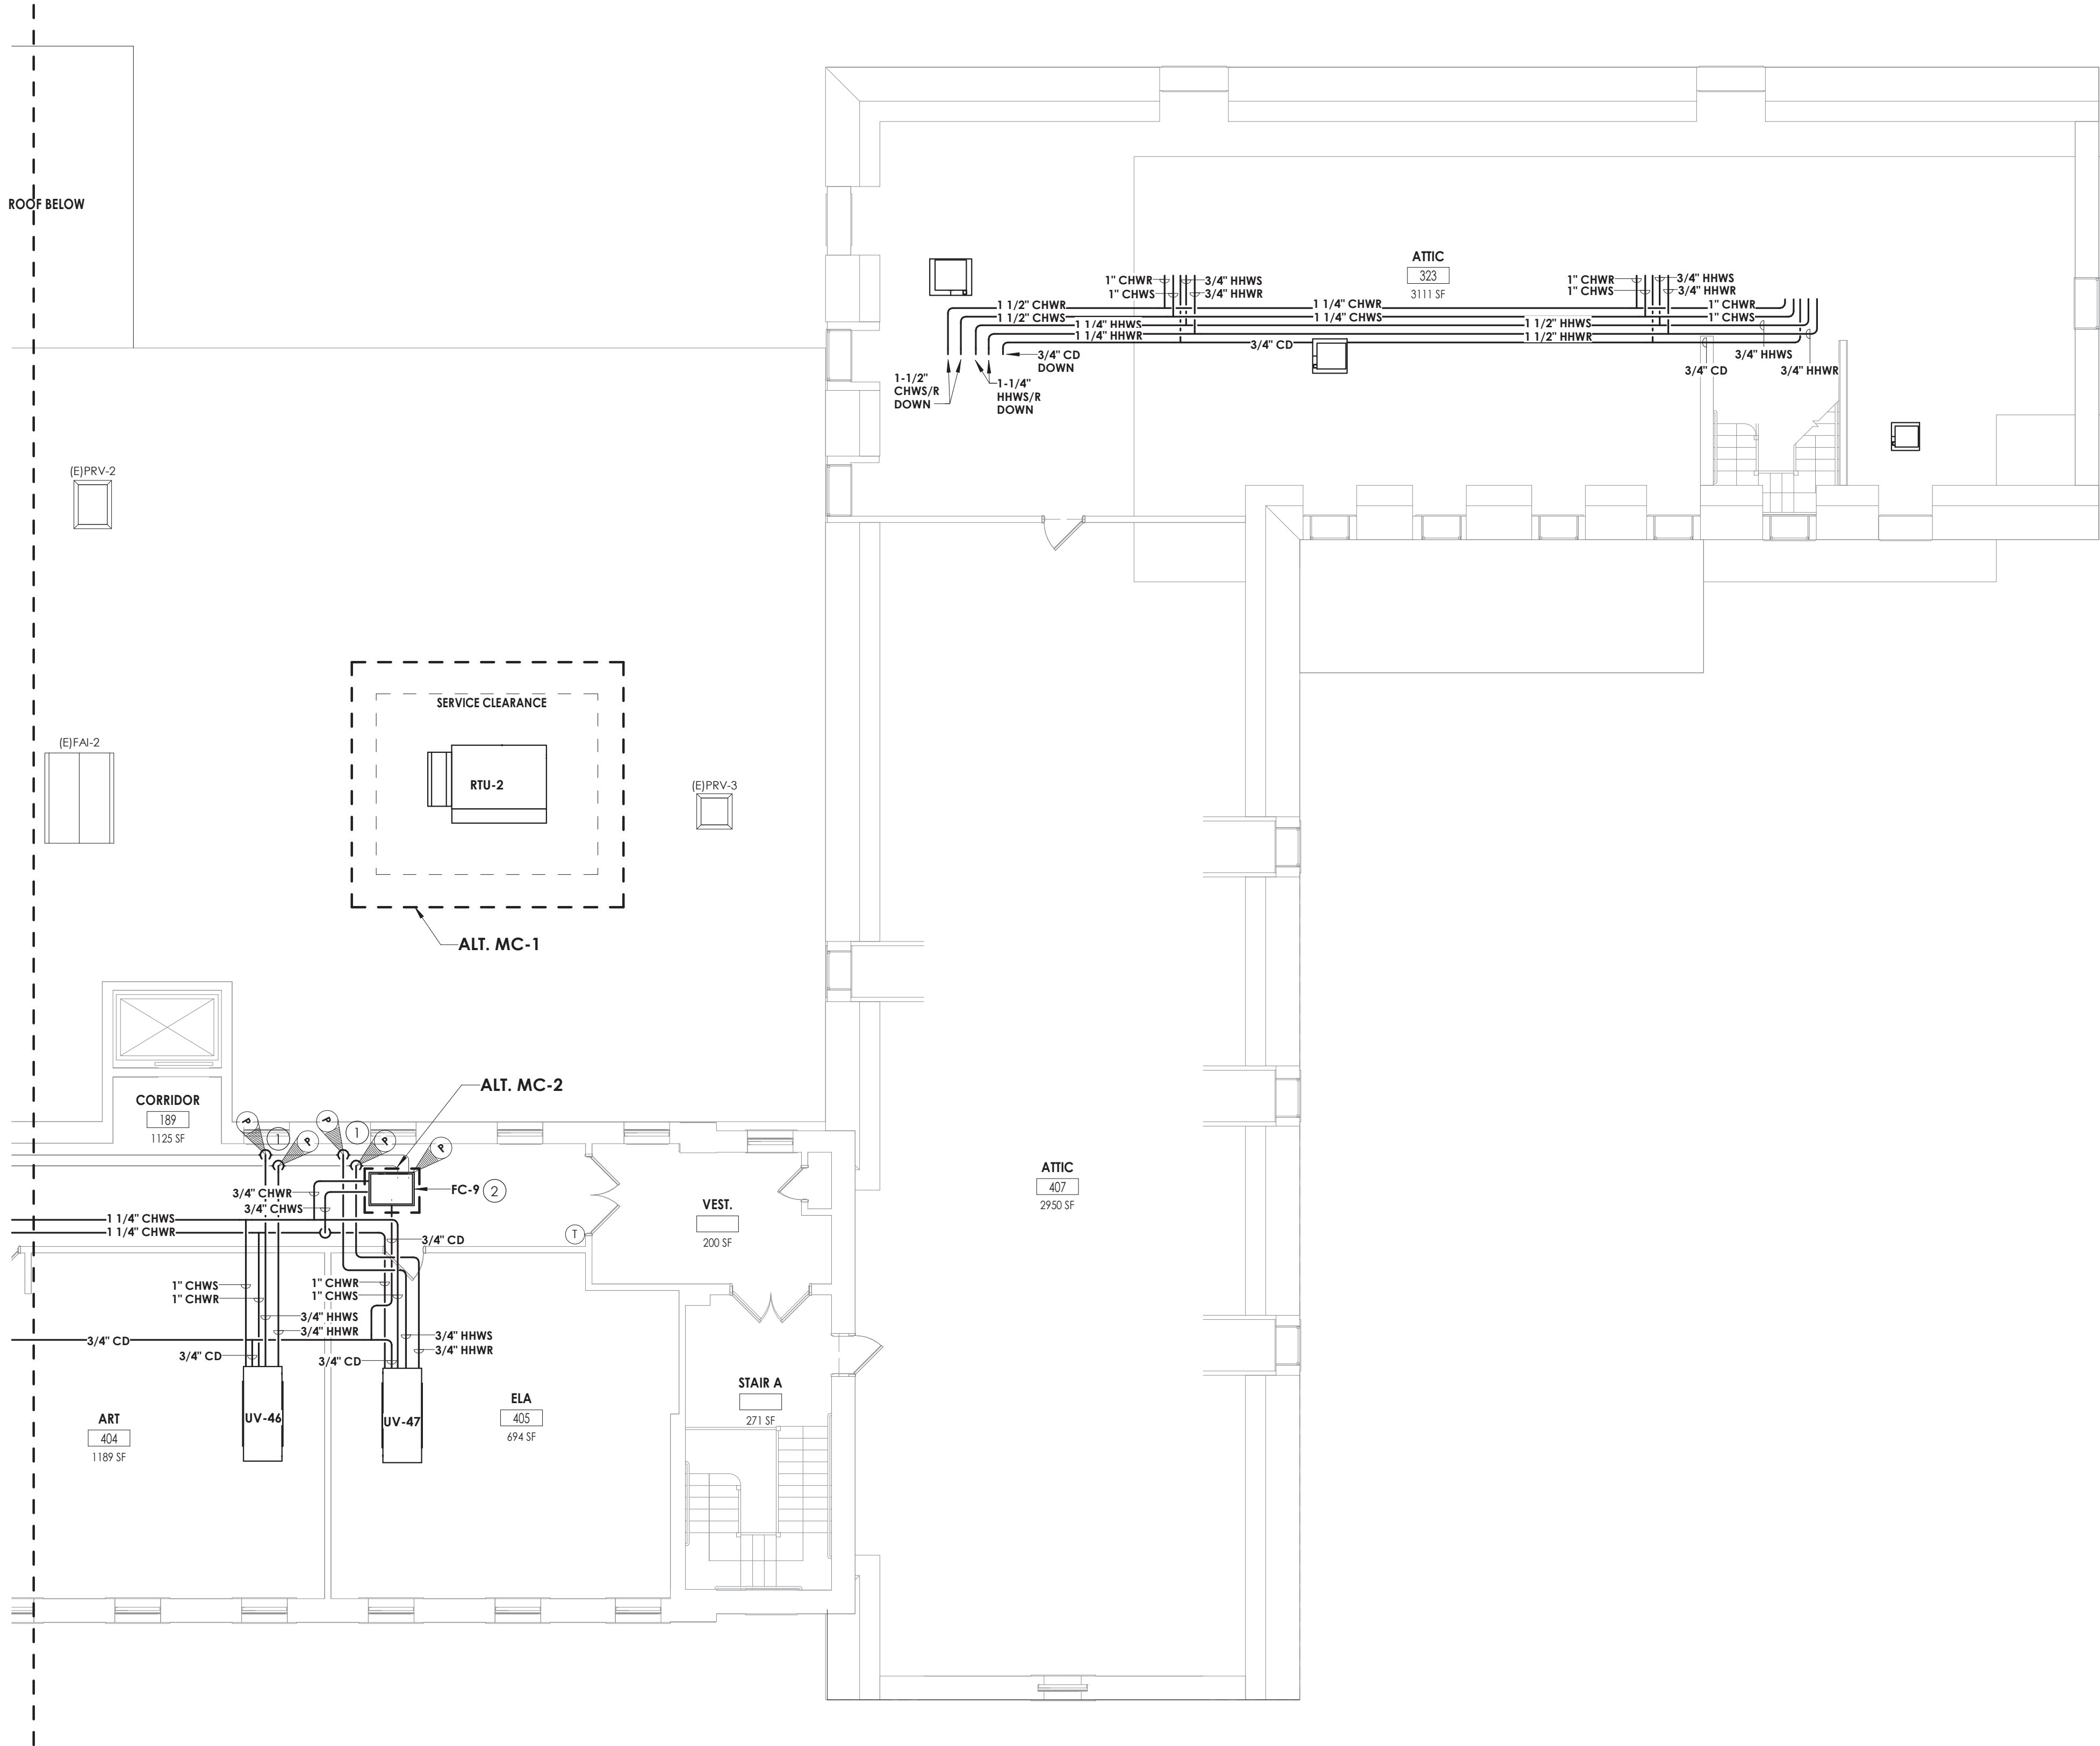 ROOF BELOW
ATTIC
323
3111 SF
1" CHWR
3/4" HHWS
1" CHWS
3/4" HHWR
1" CHWR
3/4" HHWS
1" CHWS
3/4" HHWR
1 1/2" CHWR
1 1/4" CHWR
1" CHWR
1 1/2" CHWS
1 1/4" CHWS
1" CHWS
1 1/4" HHWS
1 1/2" HHWS
1 1/4" HHWR
1 1/2" HHWR
3/4" CD
3/4" CD
DOWN
3/4" HHWS
3/4" CD
3/4" HHWR
1-1/2"
CHWS/R
DOWN
1-1/4"
HHWS/R
DOWN
(E)PRV-2
SERVICE CLEARANCE
(E)FAI-2
RTU-2
(E)PRV-3
ALT. MC-1
ALT. MC-2
CORRIDOR
189
1125 SF
P
1
P
P
1
P
P
FC-9
2
3/4" CHWR
3/4" CHWS
1 1/4" CHWS
1 1/4" CHWR
3/4" CD
T
VEST.
200 SF
ATTIC
407
2950 SF
1" CHWS
1" CHWR
1" CHWR
1" CHWS
3/4" HHWS
3/4" HHWR
3/4" HHWS
3/4" HHWR
3/4" CD
3/4" CD
3/4" CD
STAIR A
271 SF
UV-46
UV-47
ART
404
1189 SF
ELA
405
694 SF